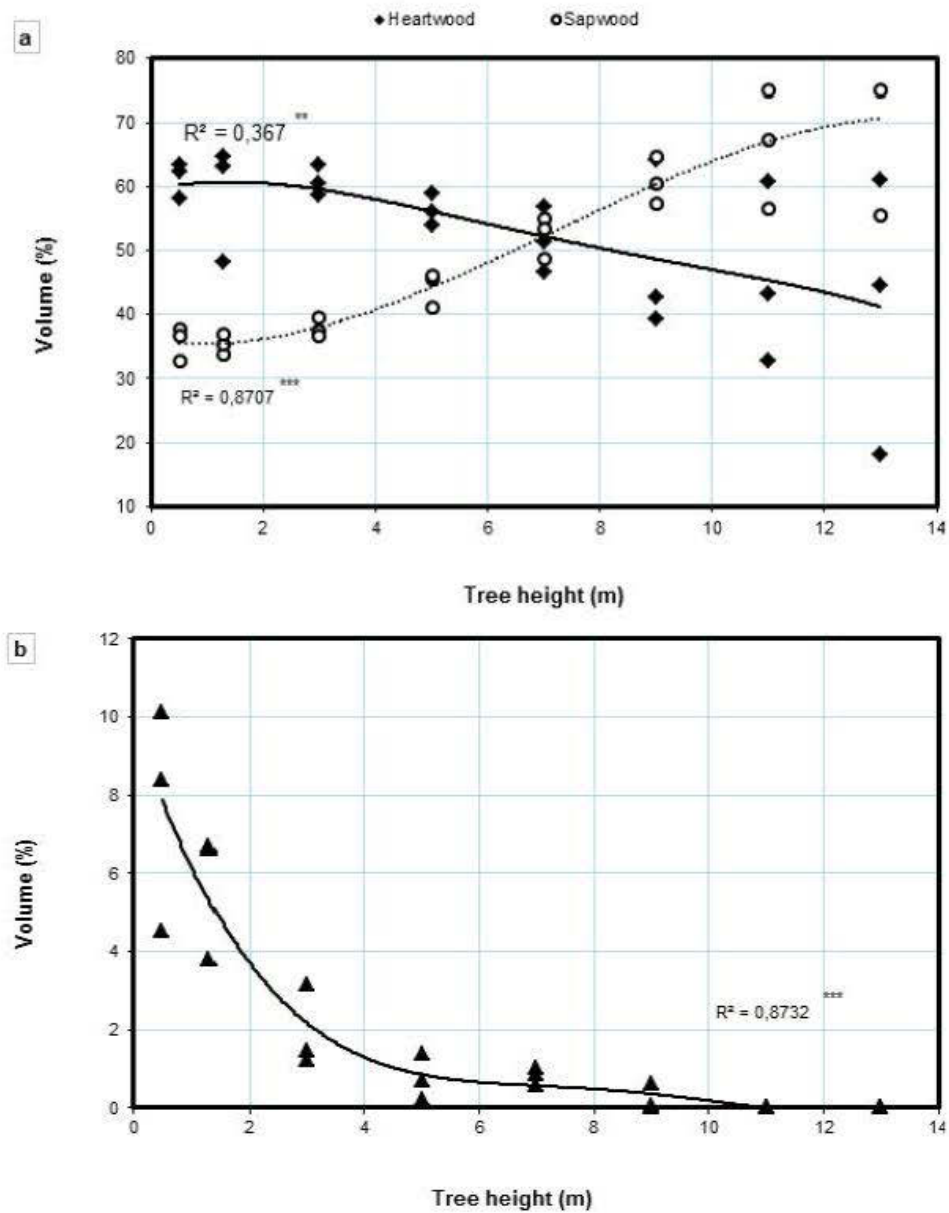 ◆Heartwood oSapwood
a
80
70
60
50
40
30
20
10
R² = 0,367 **
R² = 0,8707 ***
Volume (%)
0 2 4 6 8 10 12 14
Tree height (m)
b
12
10
8
6
4
2
0
R² = 0,8732 ***
Volume (%)
0 2 4 6 8 10 12 14
Tree height (m)